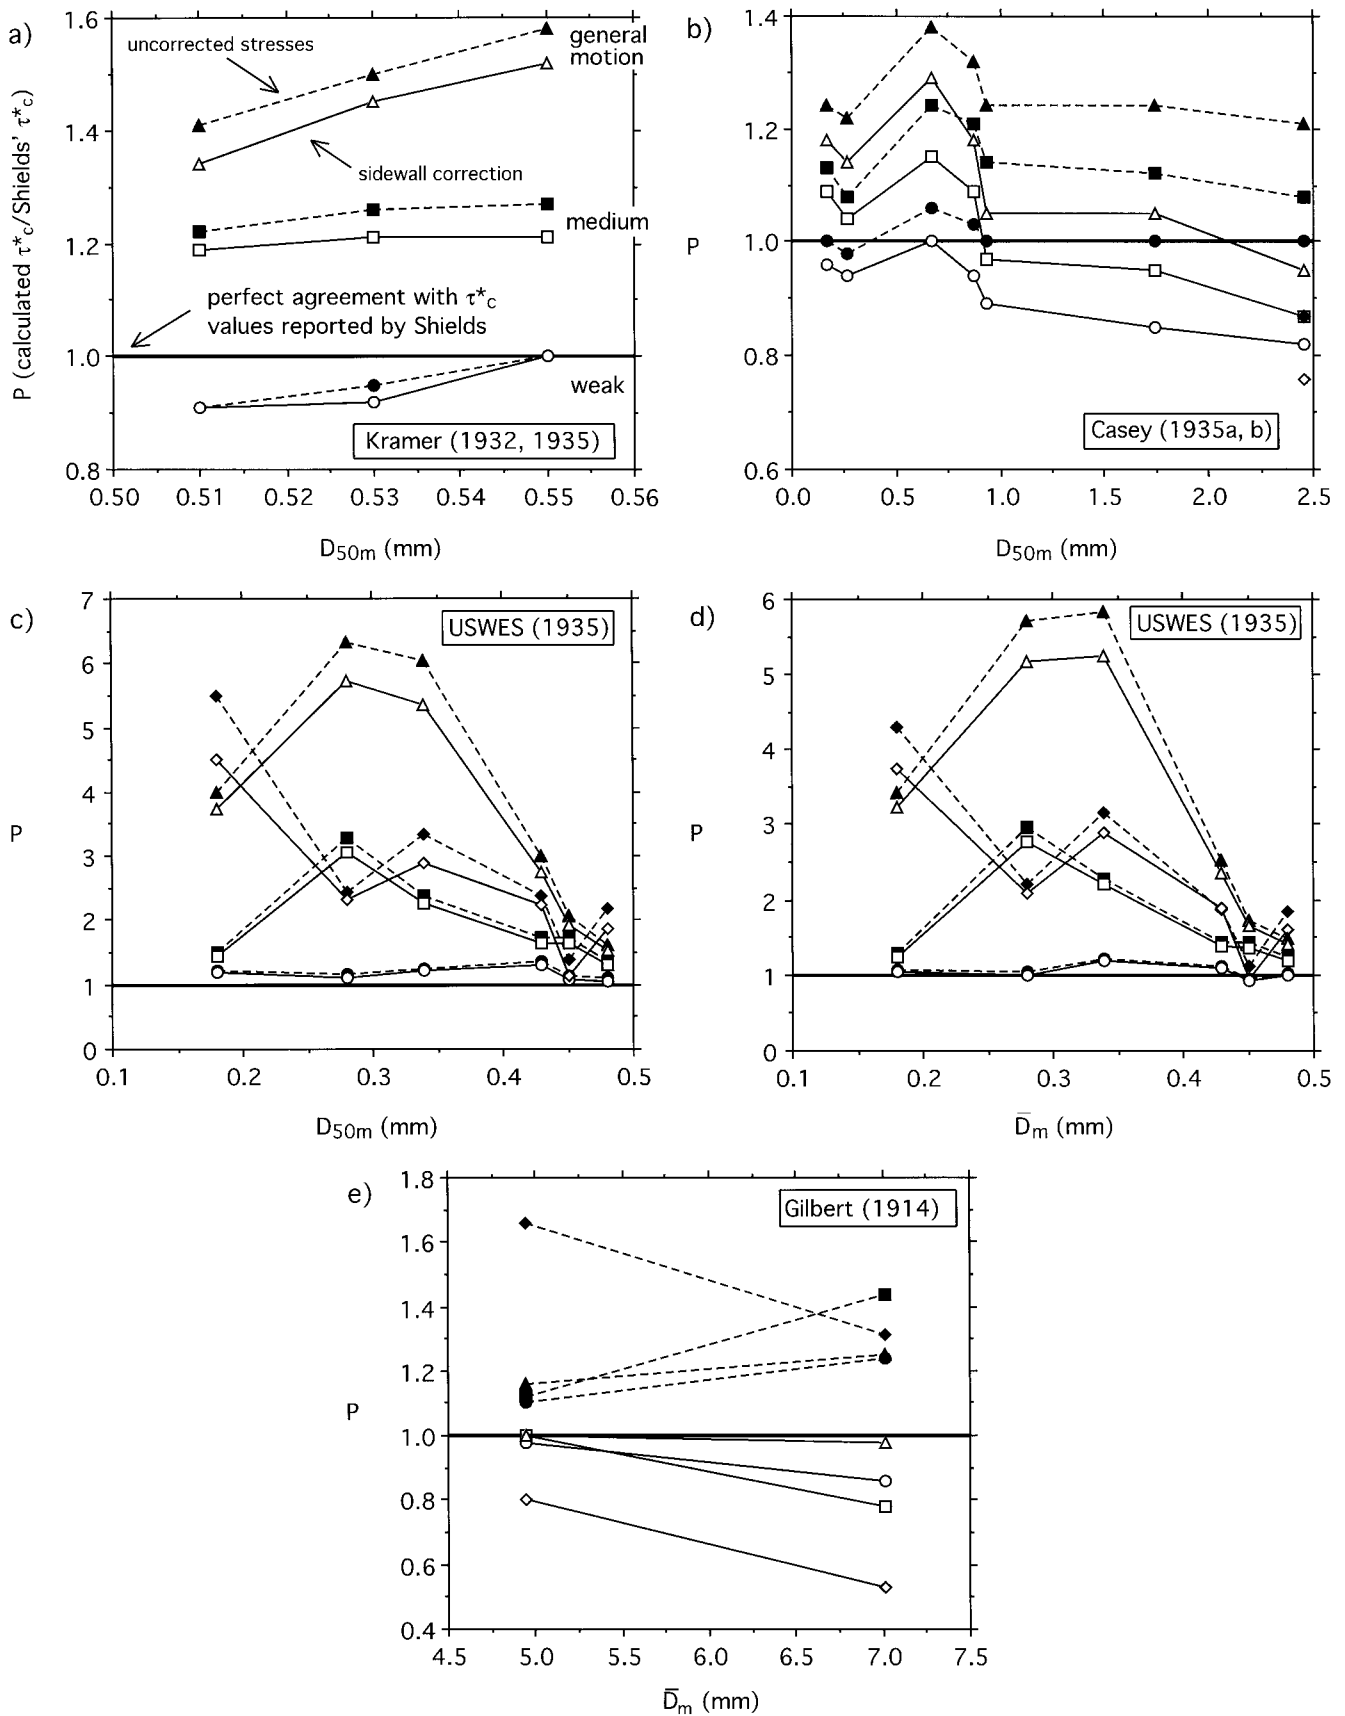 a)
P (calculated τ*c/Shields' τ*c)
1.6
1.4
1.2
1.0
0.8
uncorrected stresses
general
motion
sidewall correction
medium
perfect agreement with τ*c
values reported by Shields
weak
Kramer (1932, 1935)
0.50 0.51 0.52 0.53 0.54 0.55 0.56
D50m (mm)
b)
P
1.4
1.2
1.0
0.8
0.6
Casey (1935a, b)
0.0 0.5 1.0 1.5 2.0 2.5
D50m (mm)
c)
P
7
6
5
4
3
2
1
0
USWES (1935)
0.1 0.2 0.3 0.4 0.5
D50m (mm)
d)
P
6
5
4
3
2
1
0
USWES (1935)
0.1 0.2 0.3 0.4 0.5
D̅m (mm)
e)
P
1.8
1.6
1.4
1.2
1.0
0.8
0.6
0.4
Gilbert (1914)
4.5 5.0 5.5 6.0 6.5 7.0 7.5
D̅m (mm)